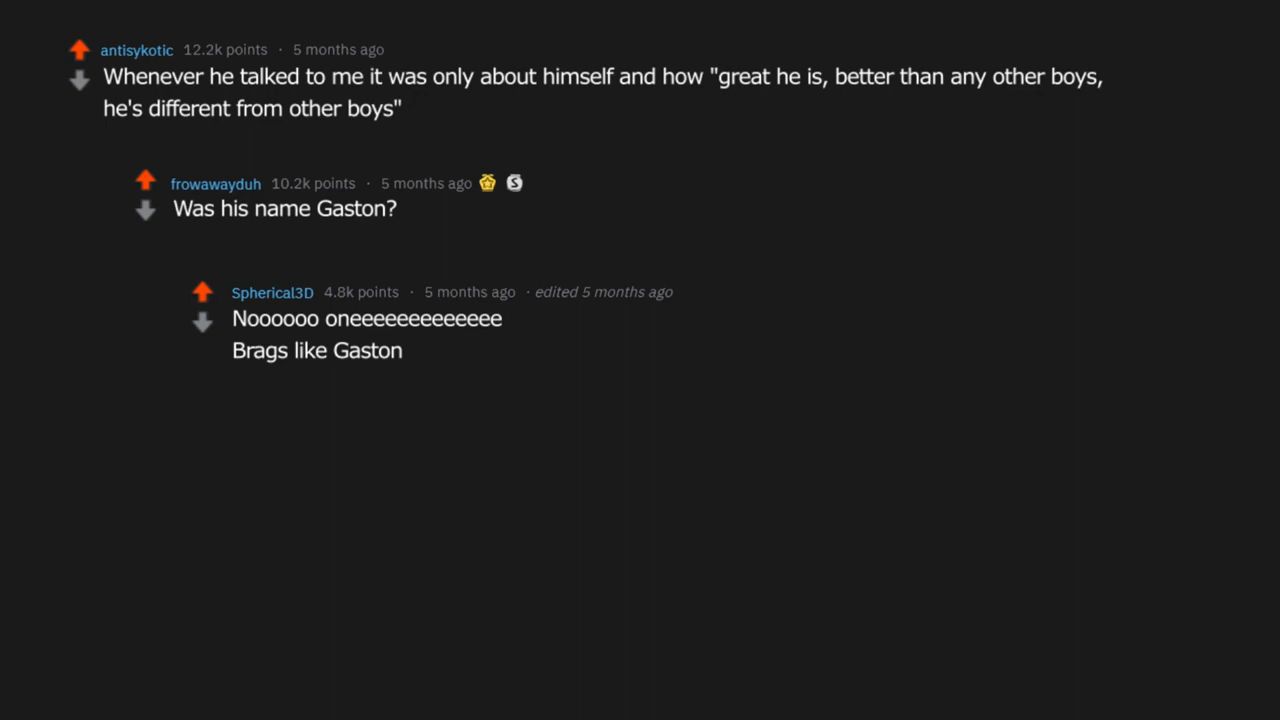 antisykotic 12.2k points · 5 months ago
Whenever he talked to me it was only about himself and how "great he is, better than any other boys,
he's different from other boys"
frowawayduh 10.2k points · 5 months ago S
Was his name Gaston?
Spherical3D 4.8k points · 5 months ago · edited 5 months ago
Noooooo oneeeeeeeeeeeee
Brags like Gaston